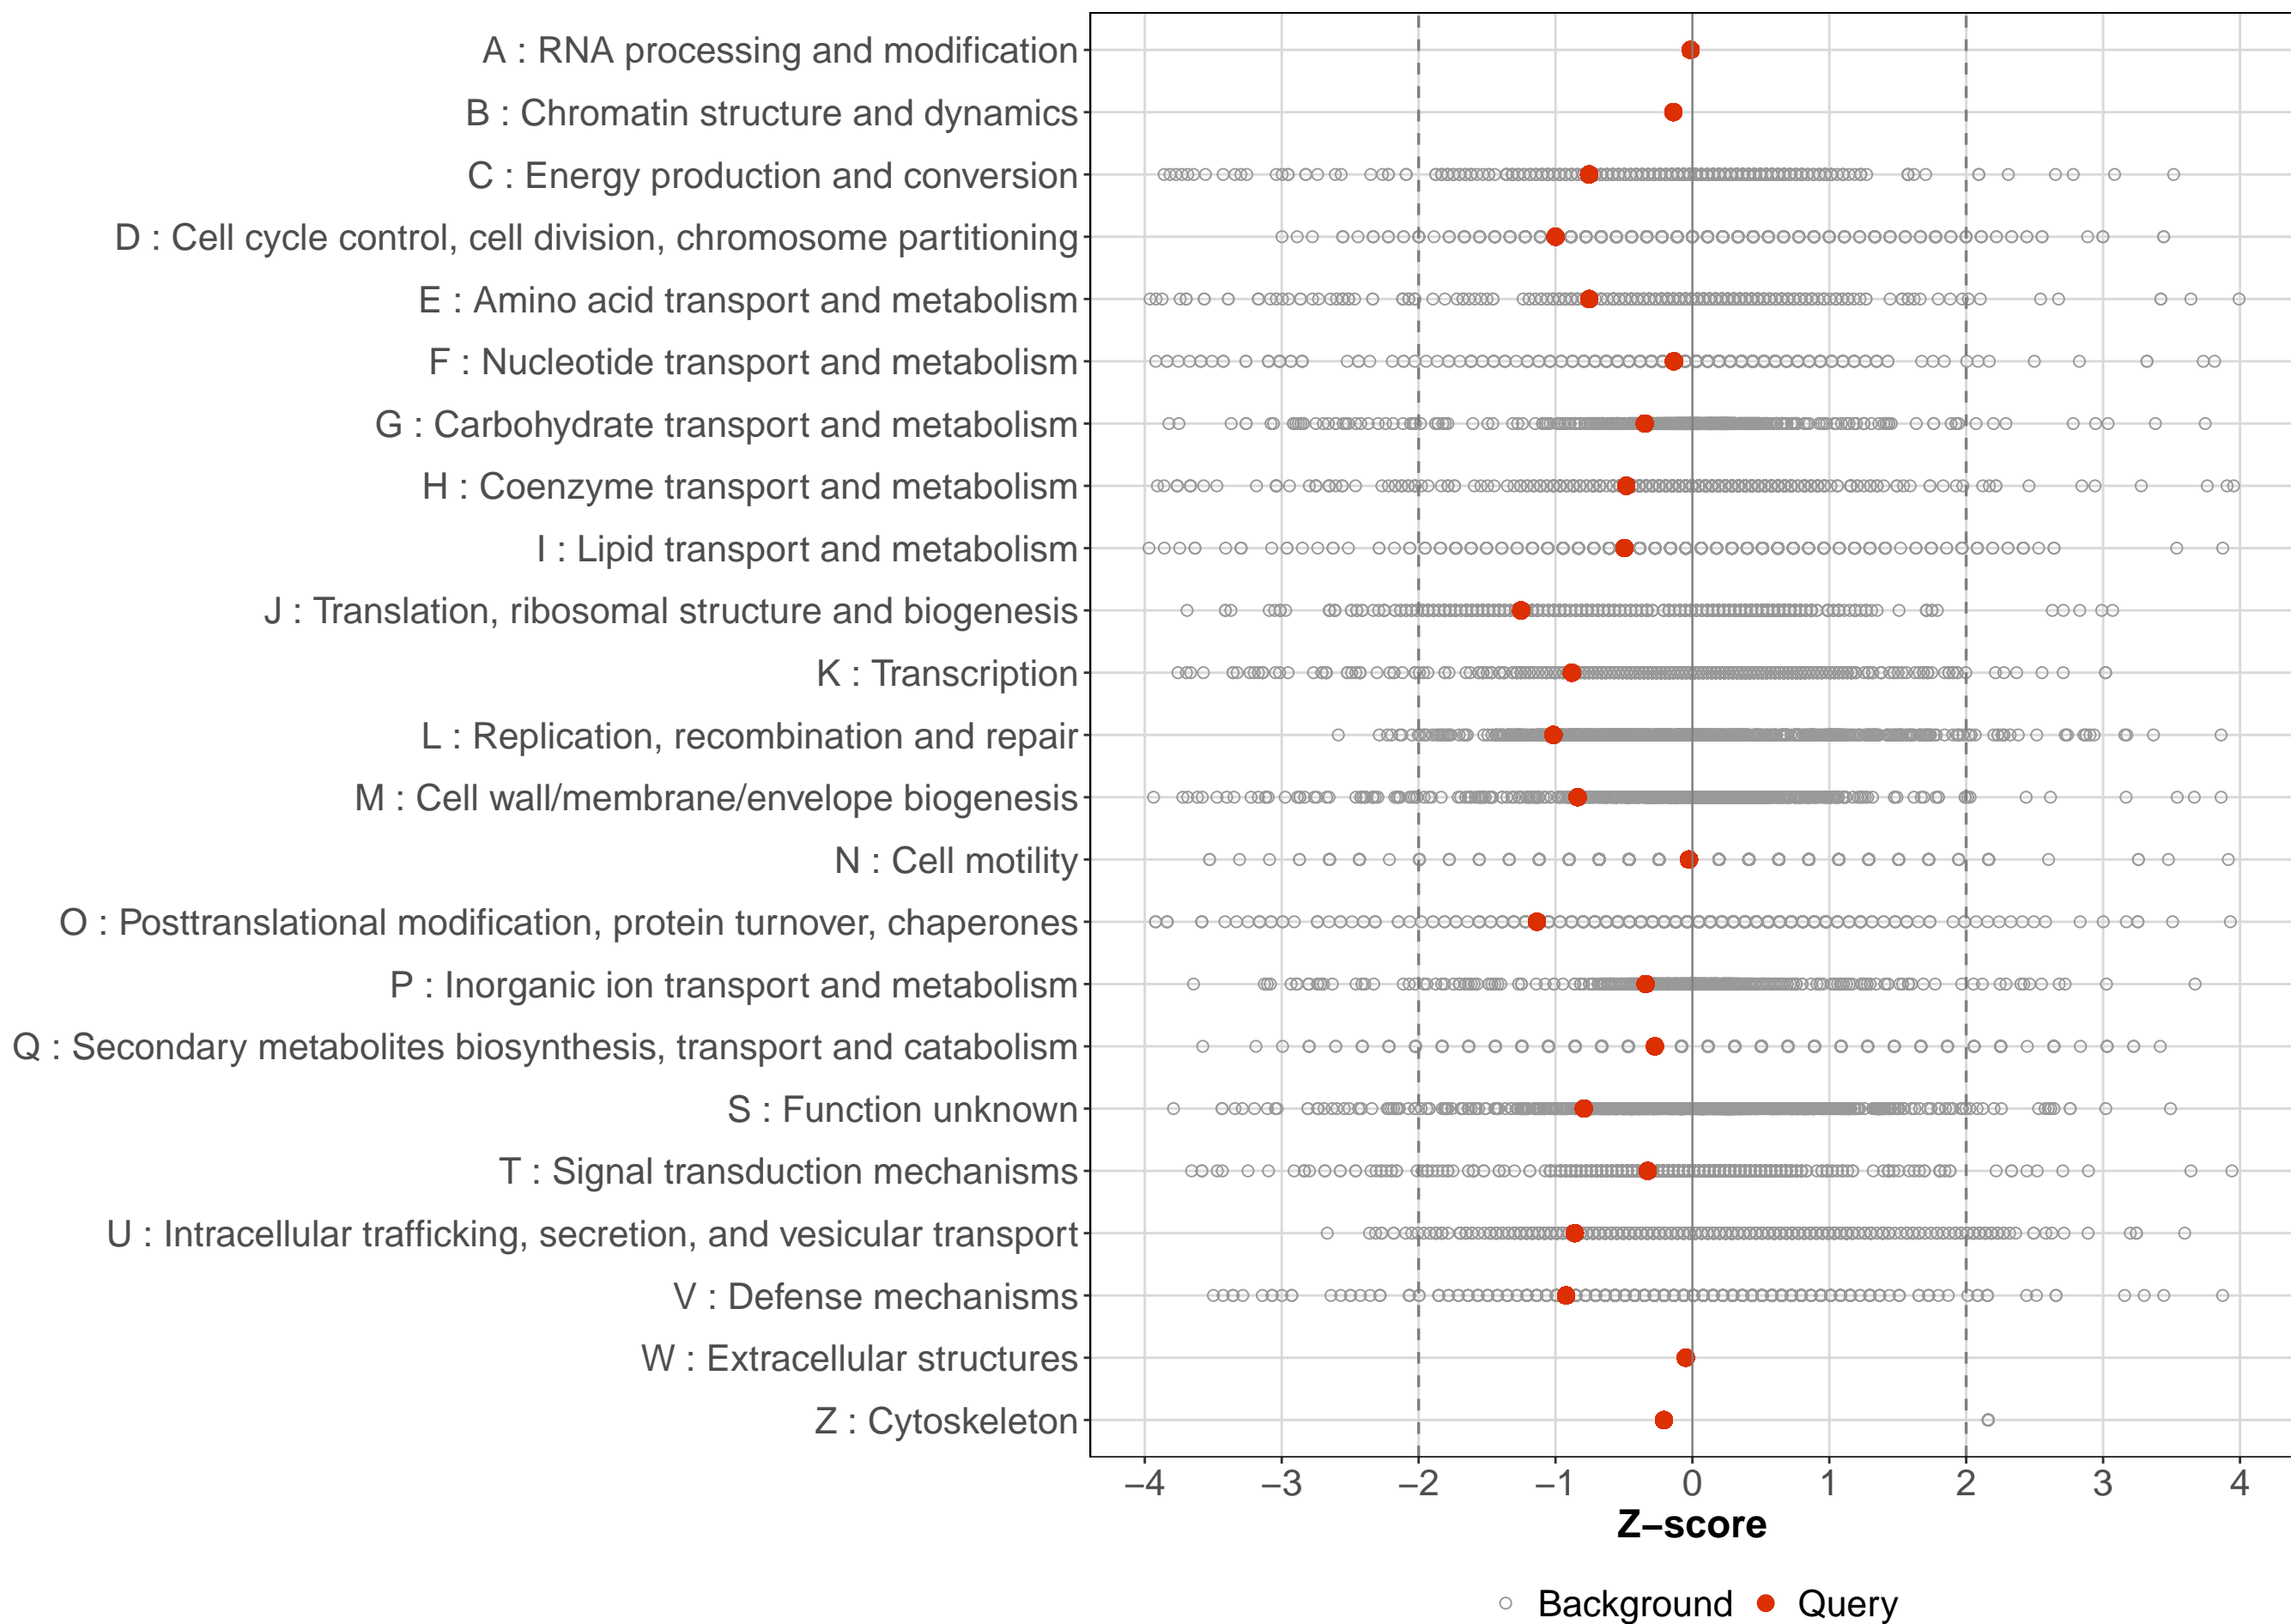 A : RNA processing and modification
B : Chromatin structure and dynamics
C : Energy production and conversion
D : Cell cycle control, cell division, chromosome partitioning
E : Amino acid transport and metabolism
F : Nucleotide transport and metabolism
G : Carbohydrate transport and metabolism
H : Coenzyme transport and metabolism
I : Lipid transport and metabolism
J : Translation, ribosomal structure and biogenesis
K : Transcription
L : Replication, recombination and repair
M : Cell wall/membrane/envelope biogenesis
N : Cell motility
O : Posttranslational modification, protein turnover, chaperones
P : Inorganic ion transport and metabolism
Q : Secondary metabolites biosynthesis, transport and catabolism
S : Function unknown
T : Signal transduction mechanisms
U : Intracellular trafficking, secretion, and vesicular transport
V : Defense mechanisms
W : Extracellular structures
Z : Cytoskeleton
−4 −3 −2 −1 0 1 2 3 4
Z−score
Background Query